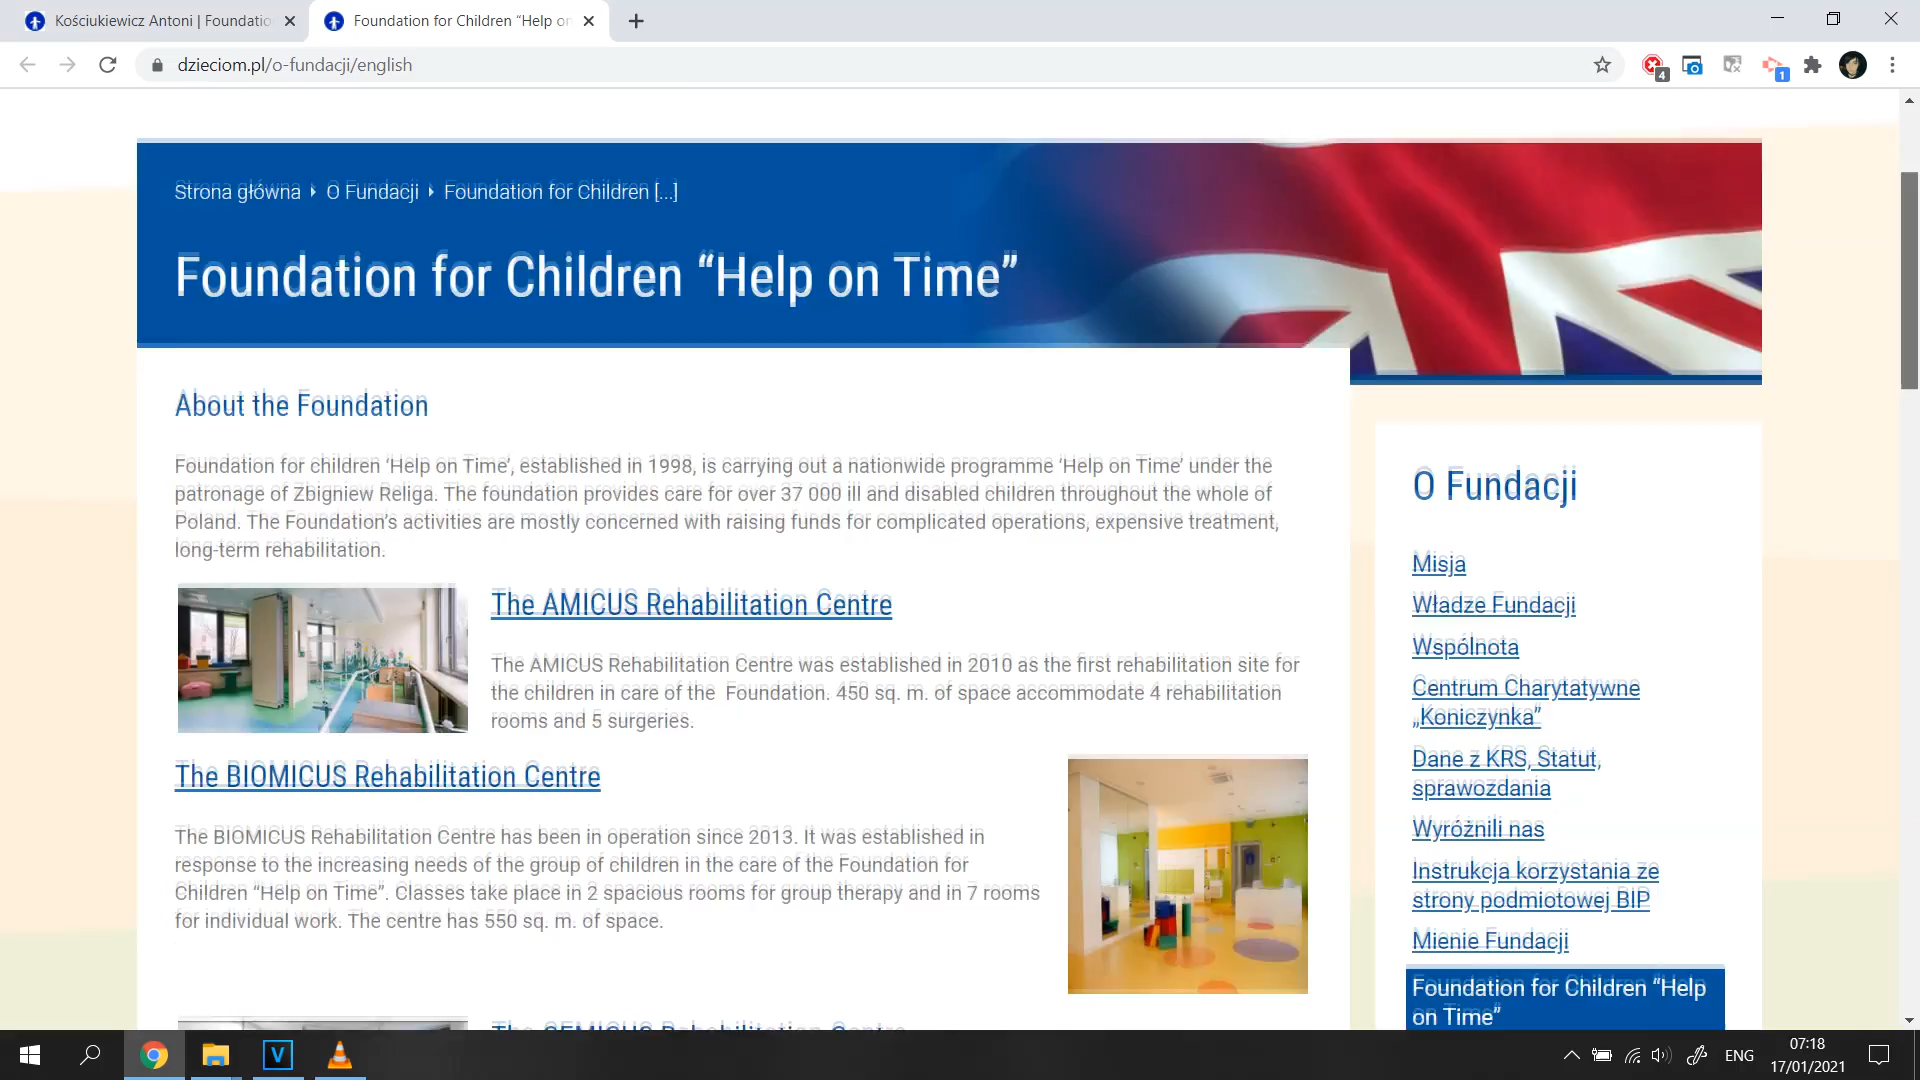 Kościukiewicz Antoni | Foundatio
Foundation for Children “Help on
dzieciom.pl/o-fundacji/english
4
1
Strona główna
O Fundacji
Foundation for Children [...]
Foundation for Children “Help on Time”
About the Foundation
Foundation for children ‘Help on Time’, established in 1998, is carrying out a nationwide programme ‘Help on Time’ under the
patronage of Zbigniew Religa. The foundation provides care for over 37 000 ill and disabled children throughout the whole of
Poland. The Foundation’s activities are mostly concerned with raising funds for complicated operations, expensive treatment,
long-term rehabilitation.
The AMICUS Rehabilitation Centre
The AMICUS Rehabilitation Centre was established in 2010 as the first rehabilitation site for
the children in care of the Foundation. 450 sq. m. of space accommodate 4 rehabilitation
rooms and 5 surgeries.
The BIOMICUS Rehabilitation Centre
The BIOMICUS Rehabilitation Centre has been in operation since 2013. It was established in
response to the increasing needs of the group of children in the care of the Foundation for
Children “Help on Time”. Classes take place in 2 spacious rooms for group therapy and in 7 rooms
for individual work. The centre has 550 sq. m. of space.
O Fundacji
Misja
Władze Fundacji
Wspólnota
Centrum Charytatywne
„Koniczynka”
Dane z KRS, Statut,
sprawozdania
Wyróżnili nas
Instrukcja korzystania ze
strony podmiotowej BIP
Mienie Fundacji
Foundation for Children “Help
on Time”
V
ENG
07:18
17/01/2021